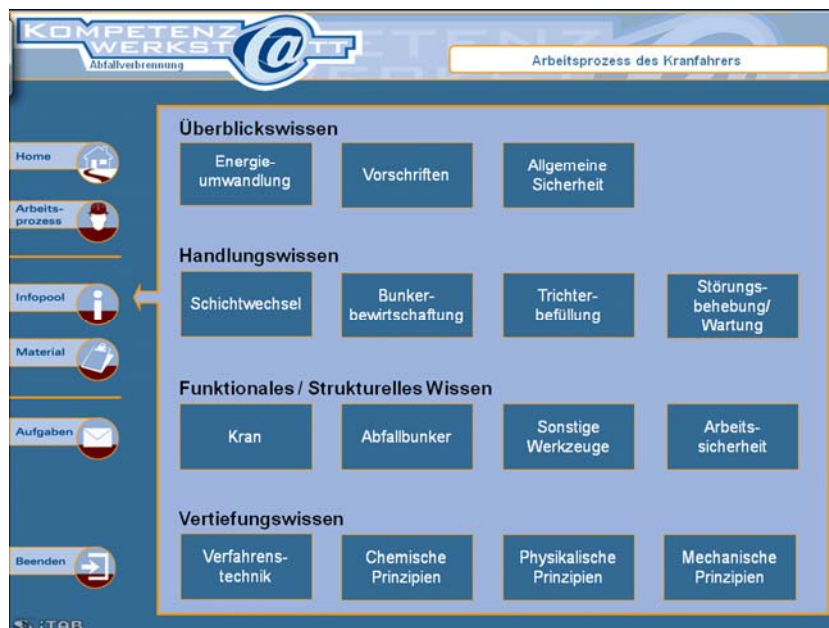 KOMPETENZ
WERKST@TT
Abfallverbrennung
Arbeitsprozess des Kranfahrers
Home
Arbeits-
prozess
Infopool
Material
Aufgaben
Beenden
Überblickswissen
Energie-
umwandlung
Vorschriften
Allgemeine
Sicherheit
Handlungswissen
Schichtwechsel
Bunker-
bewirtschaftung
Trichter-
befüllung
Störungs-
behebung/
Wartung
Funktionales / Strukturelles Wissen
Kran
Abfallbunker
Sonstige
Werkzeuge
Arbeits-
sicherheit
Vertiefungswissen
Verfahrens-
technik
Chemische
Prinzipien
Physikalische
Prinzipien
Mechanische
Prinzipien